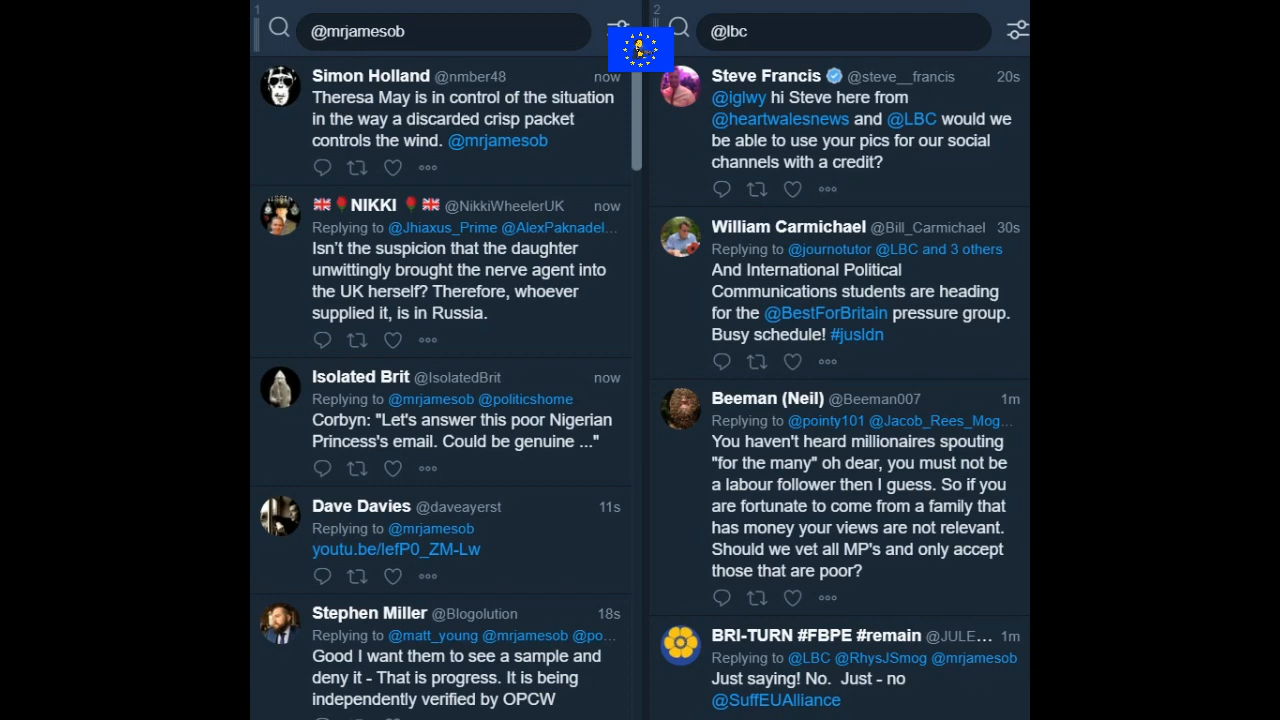 1
@mrjamesob
Simon Holland @nmber48 now
Theresa May is in control of the situation
in the way a discarded crisp packet
controls the wind. @mrjamesob
🇬🇧🌹NIKKI 🌹🇬🇧 @NikkiWheelerUK now
Replying to @Jhiaxus_Prime @AlexPaknadel...
Isn't the suspicion that the daughter
unwittingly brought the nerve agent into
the UK herself? Therefore, whoever
supplied it, is in Russia.
Isolated Brit @IsolatedBrit now
Replying to @mrjamesob @politicshome
Corbyn: "Let's answer this poor Nigerian
Princess's email. Could be genuine ..."
Dave Davies @daveayerst 11s
Replying to @mrjamesob
youtu.be/lefP0_ZM-Lw
Stephen Miller @Blogolution 18s
Replying to @matt_young @mrjamesob @po...
Good I want them to see a sample and
deny it - That is progress. It is being
independently verified by OPCW
2
@lbc
Steve Francis @steve__francis 20s
@iglwy hi Steve here from
@heartwalesnews and @LBC would we
be able to use your pics for our social
channels with a credit?
William Carmichael @Bill_Carmichael 30s
Replying to @journotutor @LBC and 3 others
And International Political
Communications students are heading
for the @BestForBritain pressure group.
Busy schedule! #jusldn
Beeman (Neil) @Beeman007 1m
Replying to @pointy101 @Jacob_Rees_Mog...
You haven't heard millionaires spouting
"for the many" oh dear, you must not be
a labour follower then I guess. So if you
are fortunate to come from a family that
has money your views are not relevant.
Should we vet all MP's and only accept
those that are poor?
BRI-TURN #FBPE #remain @JULE... 1m
Replying to @LBC @RhysJSmog @mrjamesob
Just saying! No. Just - no
@SuffEUAlliance